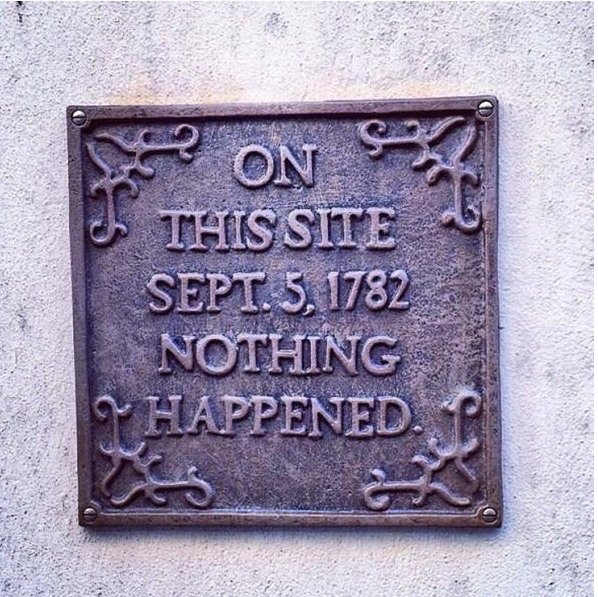 ON
THIS SITE
SEPT. 5, 1782
NOTHING
HAPPENED.